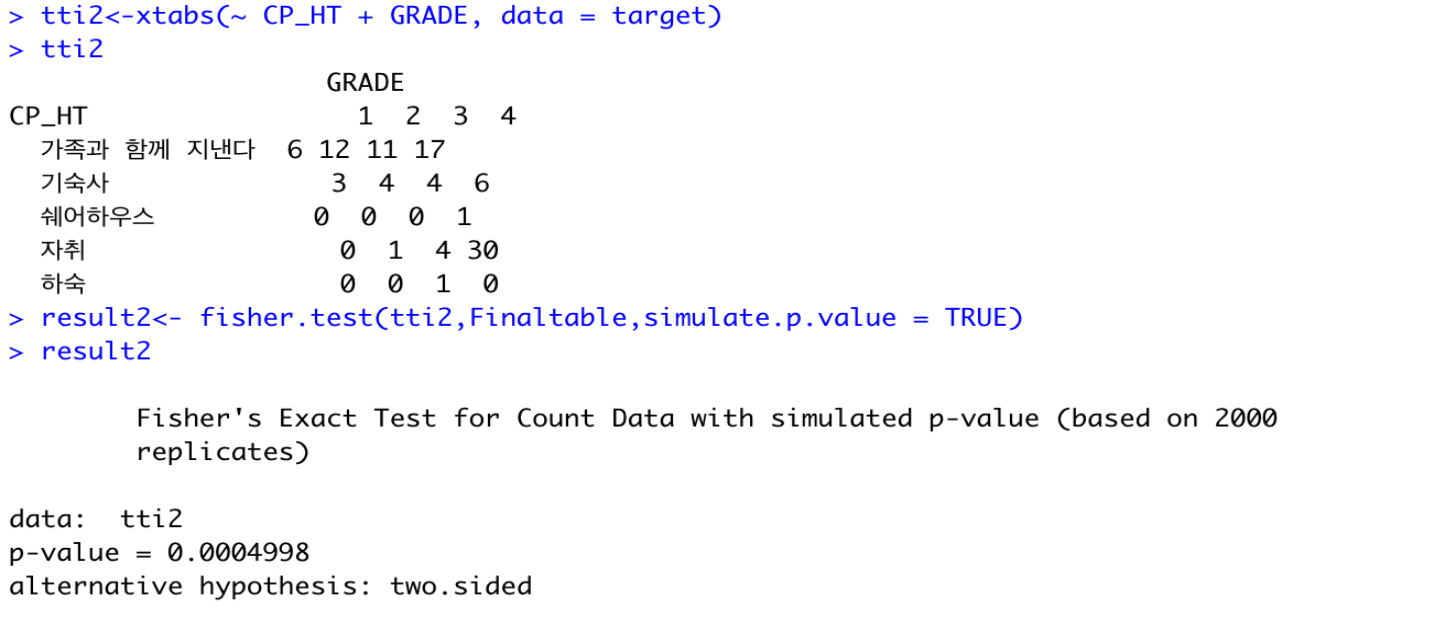 > tti2<-xtabs(~ CP_HT + GRADE, data = target)
> tti2
                    GRADE
CP_HT                 1  2  3  4
  가족과 함께 지낸다  6 12 11 17
  기숙사              3  4  4  6
  쉐어하우스          0  0  0  1
  자취                0  1  4 30
  하숙                0  0  1  0
> result2<- fisher.test(tti2,Finaltable,simulate.p.value = TRUE)
> result2
        Fisher's Exact Test for Count Data with simulated p-value (based on 2000
        replicates)
data:  tti2
p-value = 0.0004998
alternative hypothesis: two.sided